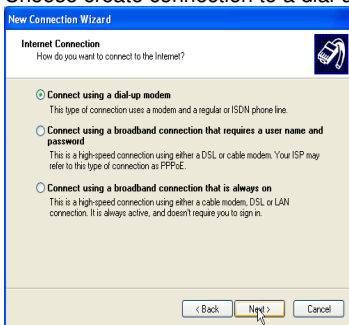 Choose create connection to a dial-u
New Connection Wizard
Internet Connection
How do you want to connect to the Internet?
Connect using a dial-up modem
This type of connection uses a modem and a regular or ISDN phone line.
Connect using a broadband connection that requires a user name and
password
This is a high-speed connection using either a DSL or cable modem. Your ISP may
refer to this type of connection as PPPoE.
Connect using a broadband connection that is always on
This is a high-speed connection using either a cable modem, DSL or LAN
connection. It is always active, and doesn't require you to sign in.
< Back Next > Cancel